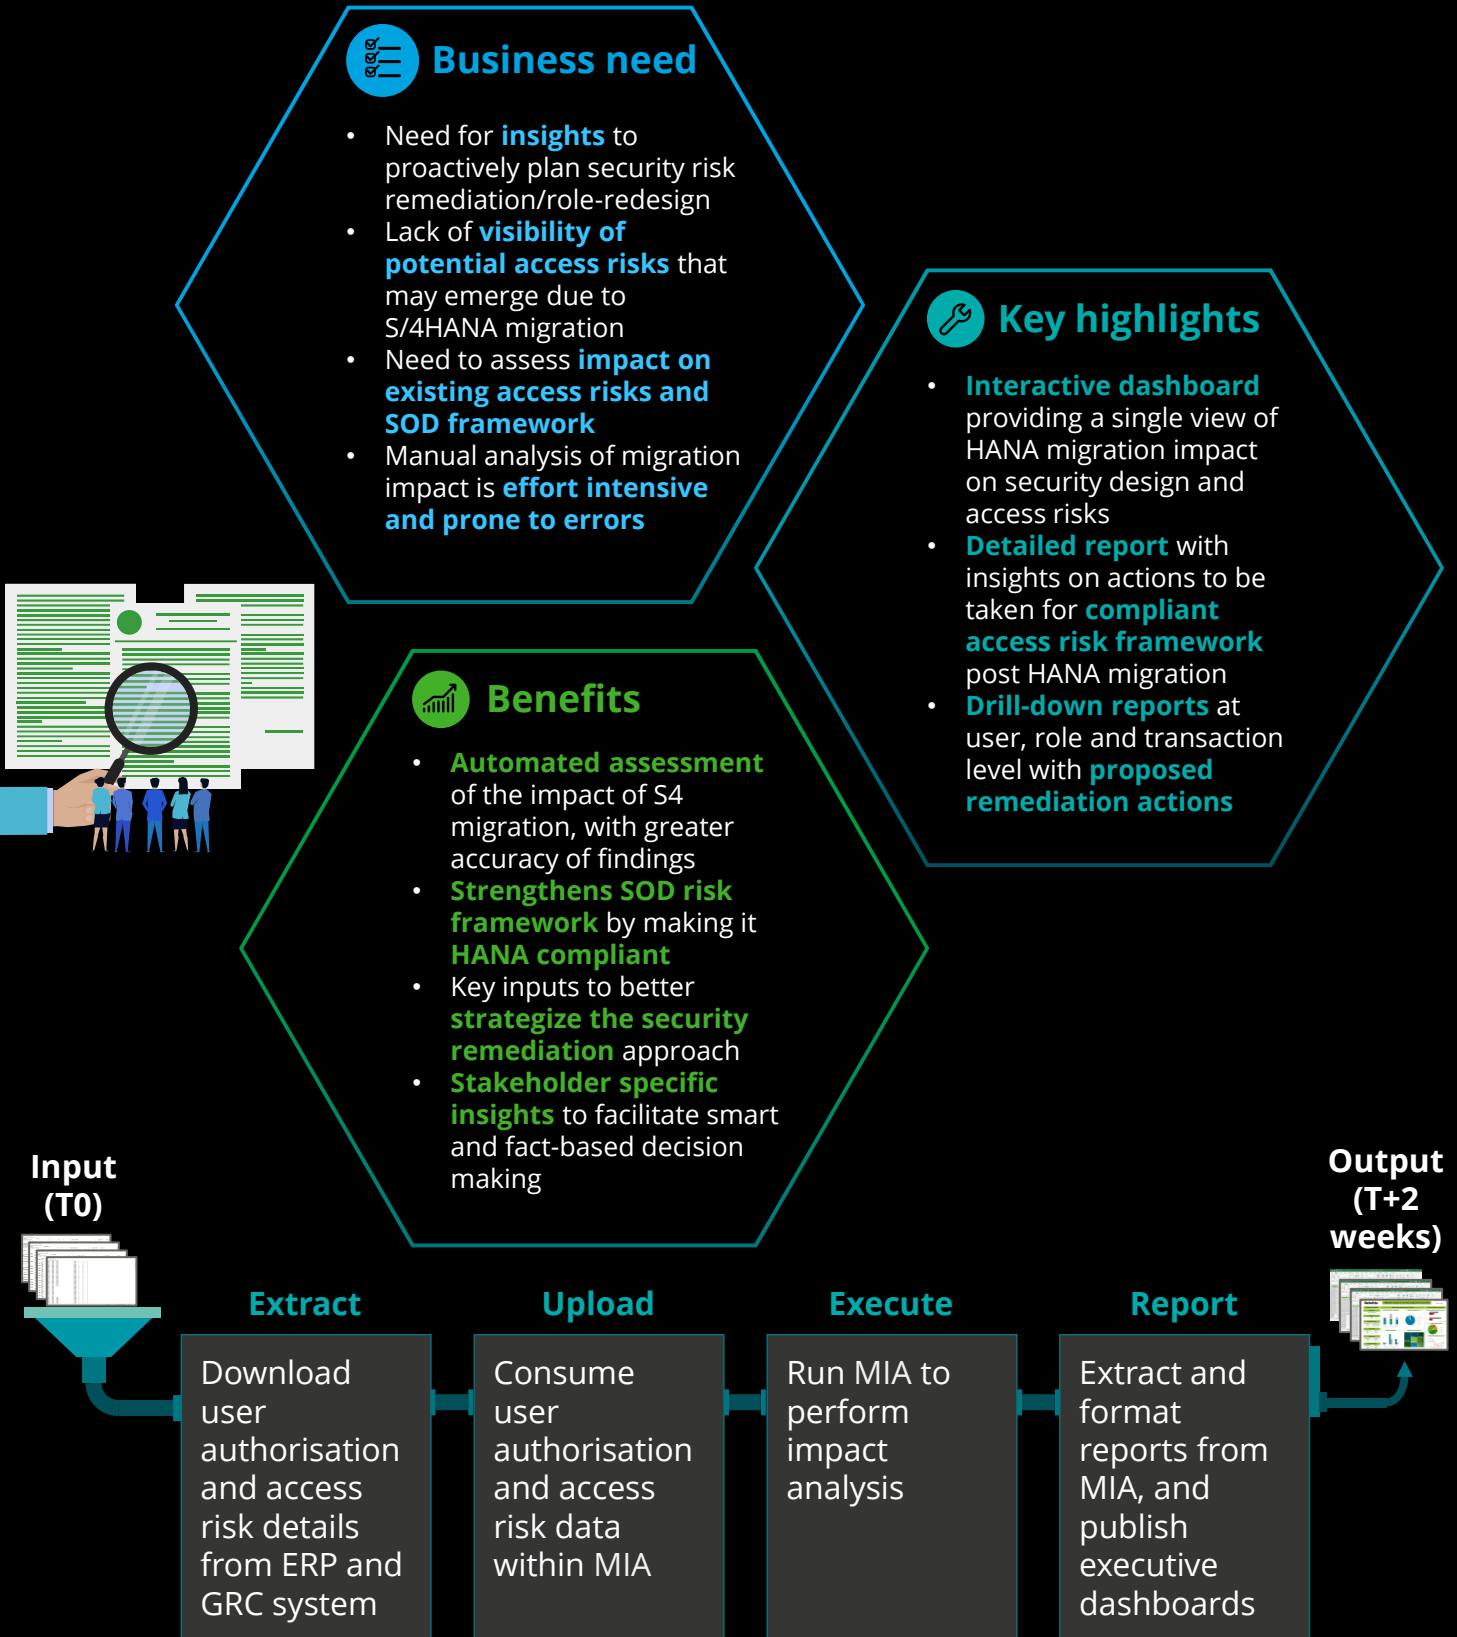 Business need
• Need for insights to
proactively plan security risk
remediation/role-redesign
• Lack of visibility of
potential access risks that
may emerge due to
S/4HANA migration
• Need to assess impact on
existing access risks and
SOD framework
• Manual analysis of migration
impact is effort intensive
and prone to errors
Key highlights
• Interactive dashboard
providing a single view of
HANA migration impact
on security design and
access risks
• Detailed report with
insights on actions to be
taken for compliant
access risk framework
post HANA migration
• Drill-down reports at
user, role and transaction
level with proposed
remediation actions
Benefits
• Automated assessment
of the impact of S4
migration, with greater
accuracy of findings
• Strengthens SOD risk
framework by making it
HANA compliant
• Key inputs to better
strategize the security
remediation approach
• Stakeholder specific
insights to facilitate smart
and fact-based decision
making
Input
(T0)
Output
(T+2
weeks)
Extract
Download
user
authorisation
and access
risk details
from ERP and
GRC system
Upload
Consume
user
authorisation
and access
risk data
within MIA
Execute
Run MIA to
perform
impact
analysis
Report
Extract and
format
reports from
MIA, and
publish
executive
dashboards